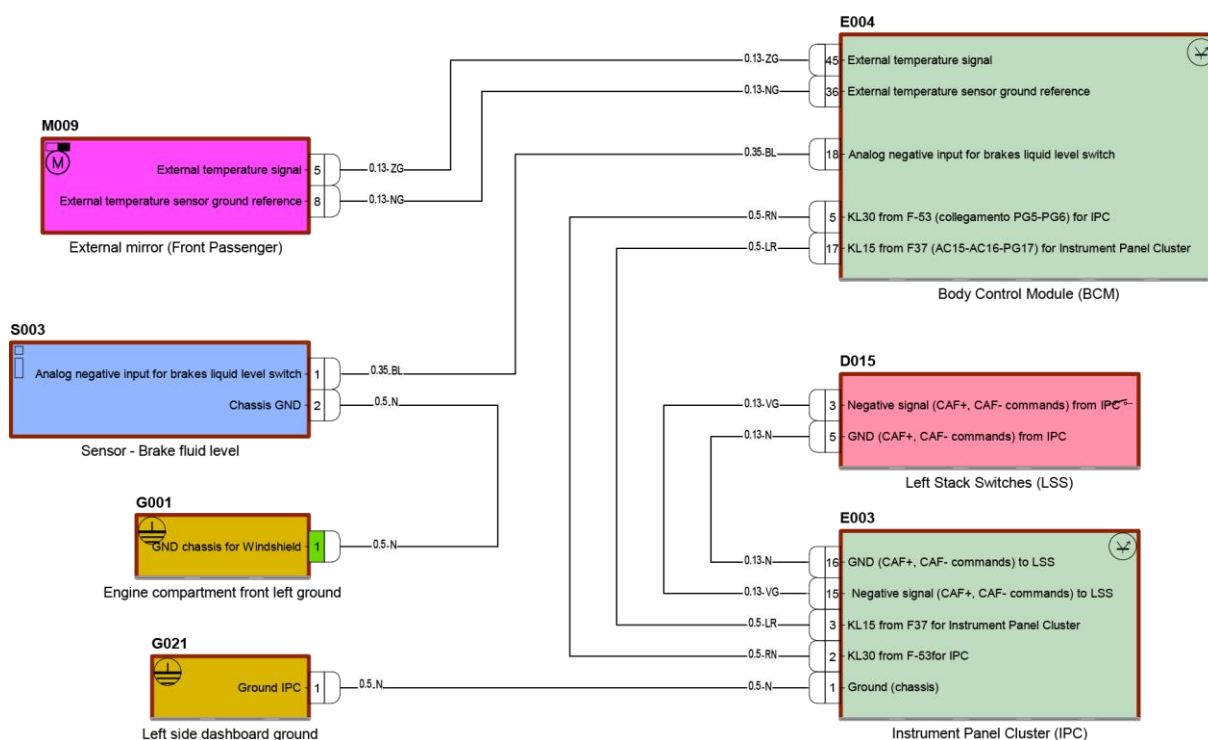 E004
0.13-ZG
45
External temperature signal
0.13-NG
36
External temperature sensor ground reference
0.35-BL
18
Analog negative input for brakes liquid level switch
0.5-RN
5
KL30 from F-53 (collegamento PG5-PG6) for IPC
0.5-LR
17
KL15 from F37 (AC15-AC16-PG17) for Instrument Panel Cluster
Body Control Module (BCM)
M009
M
External temperature signal
5
0.13-ZG
External temperature sensor ground reference
8
0.13-NG
External mirror (Front Passenger)
S003
Analog negative input for brakes liquid level switch
1
0.35.BL
Chassis GND
2
0.5.N
Sensor - Brake fluid level
D015
0.13-VG
3
Negative signal (CAF+, CAF- commands) from IPC
0.13-N
5
GND (CAF+, CAF- commands) from IPC
Left Stack Switches (LSS)
G001
GND chassis for Windshield
1
0.5.N
Engine compartment front left ground
E003
0.13-N
16
GND (CAF+, CAF- commands) to LSS
0.13-VG
15
Negative signal (CAF+, CAF- commands) to LSS
0.5-LR
3
KL15 from F37 for Instrument Panel Cluster
0.5-RN
2
KL30 from F-53for IPC
0.5-N
1
Ground (chassis)
Instrument Panel Cluster (IPC)
G021
Ground IPC
1
0.5.N
Left side dashboard ground